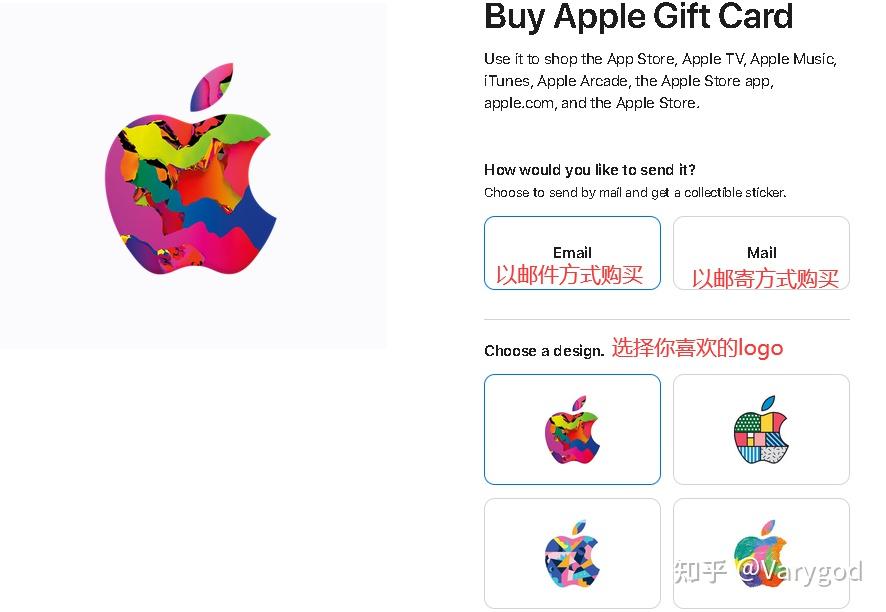 Buy Apple Gift Card
Use it to shop the App Store, Apple TV, Apple Music,
iTunes, Apple Arcade, the Apple Store app,
apple.com, and the Apple Store.
How would you like to send it?
Choose to send by mail and get a collectible sticker.
Email
以邮件方式购买
Mail
以邮寄方式购买
Choose a design. 选择你喜欢的logo
知乎 @Varygod